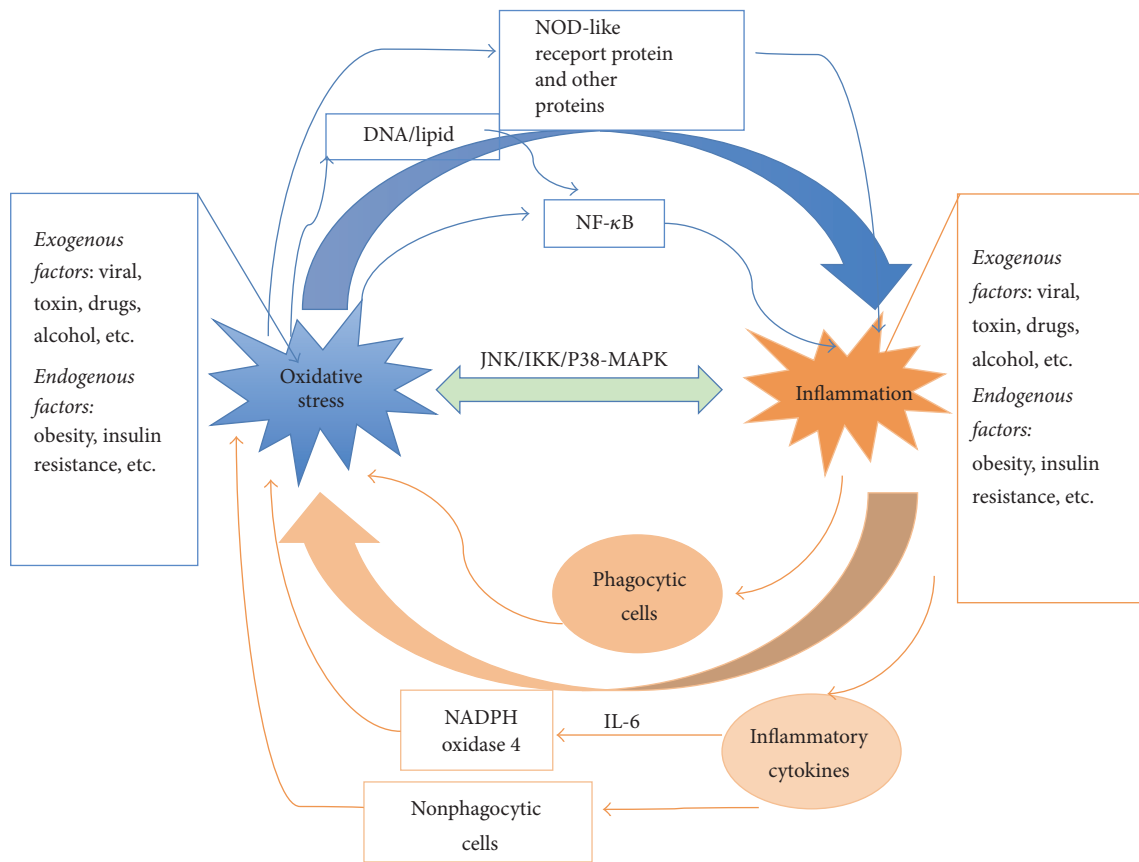 NOD-like
receport protein
and other
proteins
DNA/lipid
NF-κB
Exogenous
factors: viral,
toxin, drugs,
alcohol, etc.
Endogenous
factors:
obesity, insulin
resistance, etc.
Oxidative
stress
JNK/IKK/P38-MAPK
Inflammation
Exogenous
factors: viral,
toxin, drugs,
alcohol, etc.
Endogenous
factors:
obesity, insulin
resistance, etc.
Phagocytic
cells
NADPH
oxidase 4
IL-6
Inflammatory
cytokines
Nonphagocytic
cells